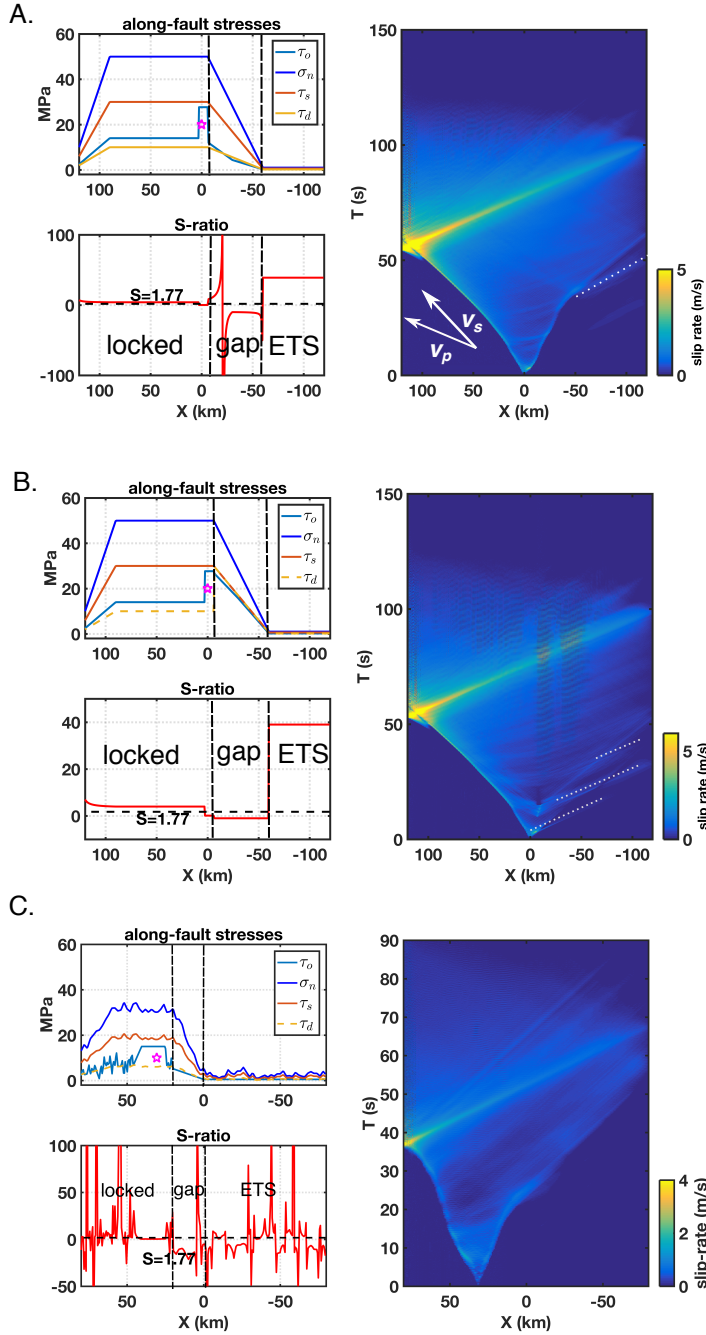 A.
along-fault stresses
60
40
20
0
MPa
τo
σn
τs
τd
100 50 0 -50 -100
S-ratio
100
0
-100
S=1.77
locked gap ETS
100 50 0 -50 -100
X (km)
150
100
50
0
T (s)
vs
vp
100 50 0 -50 -100
X (km)
5
0
slip rate (m/s)
B.
along-fault stresses
60
40
20
0
MPa
τo
σn
τs
τd
100 50 0 -50 -100
S-ratio
40
20
0
locked gap ETS
S=1.77
100 50 0 -50 -100
X (km)
150
100
50
0
T (s)
100 50 0 -50 -100
X (km)
5
0
slip rate (m/s)
C.
along-fault stresses
60
40
20
0
MPa
τo
σn
τs
τd
50 0 -50
S-ratio
100
50
0
-50
locked gap ETS
S=1.77
50 0 -50
X (km)
90
80
70
60
50
40
30
20
10
0
T (s)
50 0 -50
X (km)
4
2
0
slip-rate (m/s)